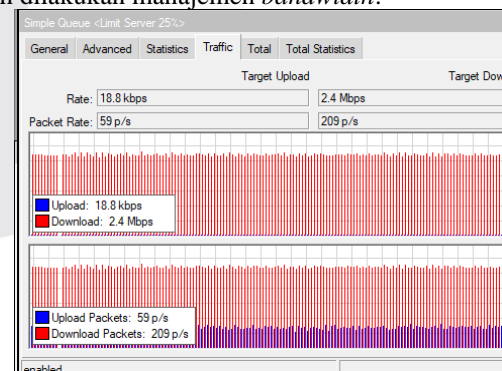 dilakukan manajemen bandwidth.
Simple Queue <Limit Server 25%>
General Advanced Statistics Traffic Total Total Statistics
Target Upload Target Dow
Rate: 18.8 kbps 2.4 Mbps
Packet Rate: 59 p/s 209 p/s
Upload: 18.8 kbps
Download: 2.4 Mbps
Upload Packets: 59 p/s
Download Packets: 209 p/s
enabled